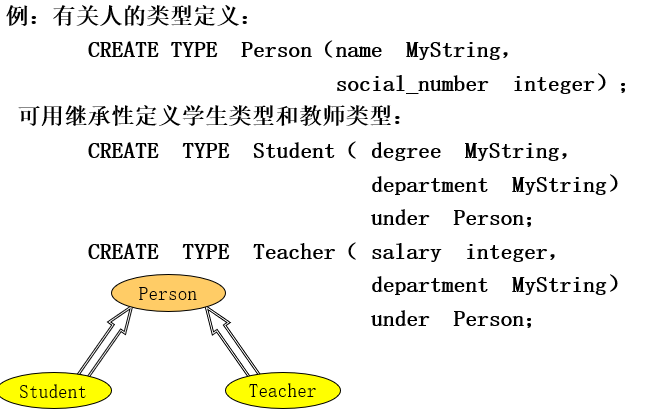 例：有关人的类型定义：
CREATE TYPE Person（name MyString，
social_number integer）；
可用继承性定义学生类型和教师类型：
CREATE TYPE Student（ degree MyString，
department MyString）
under Person；
CREATE TYPE Teacher（ salary integer，
department MyString）
under Person；
Person
Student
Teacher